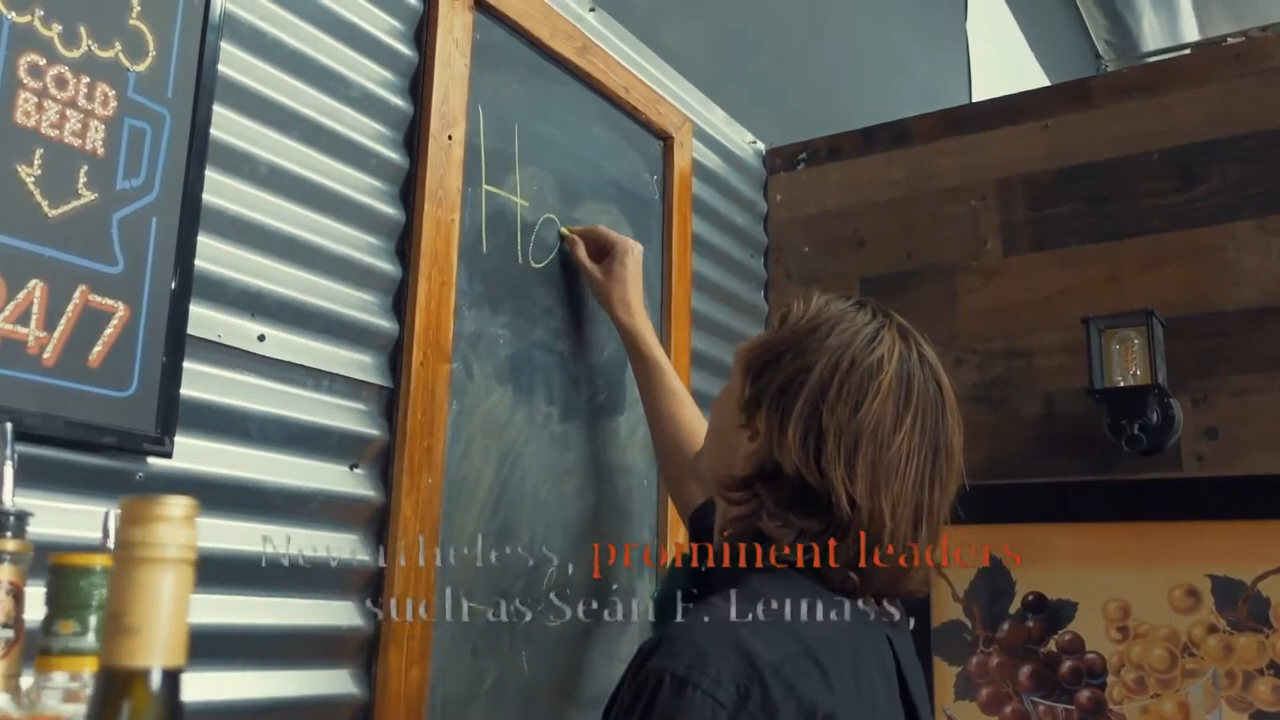 COLD
BEER
24/7
Ho
Nevertheless, prominent leaders
such as Seán F. Lemass,